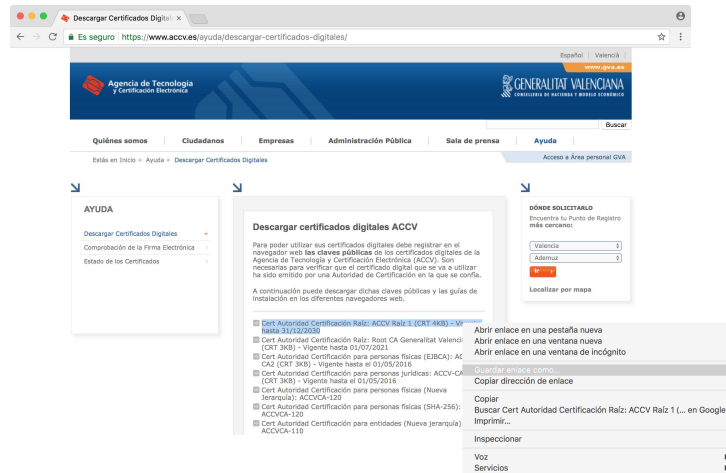 Descargar Certificados Digital
Es seguro | https://www.accv.es/ayuda/descargar-certificados-digitales/
Español | Valencià
www.gva.es
Agencia de Tecnología
y Certificación Electrónica
GENERALITAT VALENCIANA
CONSELLERIA DE HACIENDA Y MODELO ECONÓMICO
Buscar
Quiénes somos | Ciudadanos | Empresas | Administración Pública | Sala de prensa | Ayuda
Estás en Inicio Ayuda Descargar Certificados Digitales
Acceso a Área personal GVA
AYUDA
Descargar Certificados Digitales
Comprobación de la Firma Electrónica
Estado de los Certificados
Descargar certificados digitales ACCV
Para poder utilizar sus certificados digitales debe registrar en el
navegador web las claves públicas de los certificados digitales de la
Agencia de Tecnología y Certificación Electrónica (ACCV). Son
necesarias para verificar que el certificado digital que se va a utilizar
ha sido emitido por una Autoridad de Certificación en la que se confía.
A continuación puede descargar dichas claves públicas y las guías de
instalación en los diferentes navegadores web.
Cert Autoridad Certificación Raíz: ACCV Raíz 1 (CRT 4KB) -
hasta 31/12/2030
Cert Autoridad Certificación Raíz: Root CA Generalitat Valenci
(CRT 3KB) - Vigente hasta 01/07/2021
Cert Autoridad Certificación para personas físicas (EJBCA):
CA2 (CRT 3KB) - Vigente hasta el 01/05/2016
Cert Autoridad Certificación para personas jurídicas: ACCV-CA
(CRT 3KB) - Vigente hasta el 01/05/2016
Cert Autoridad Certificación para personas físicas (Nueva
Jerarquía): ACCVCA-120
Cert Autoridad Certificación para personas físicas (SHA-256):
ACCVCA-120
Cert Autoridad Certificación para entidades (Nueva jerarquía)
ACCVCA-110
DÓNDE SOLICITARLO
Encuentra tu Punto de Registro
más cercano:
Valencia
Ademuz
ir
Localizar por mapa
Abrir enlace en una pestaña nueva
Abrir enlace en una ventana nueva
Abrir enlace en una ventana de incógnito
Guardar enlace como...
Copiar dirección de enlace
Copiar
Buscar Cert Autoridad Certificación Raíz: ACCV Raíz 1 (... en Google
Imprimir...
Inspeccionar
Voz
Servicios